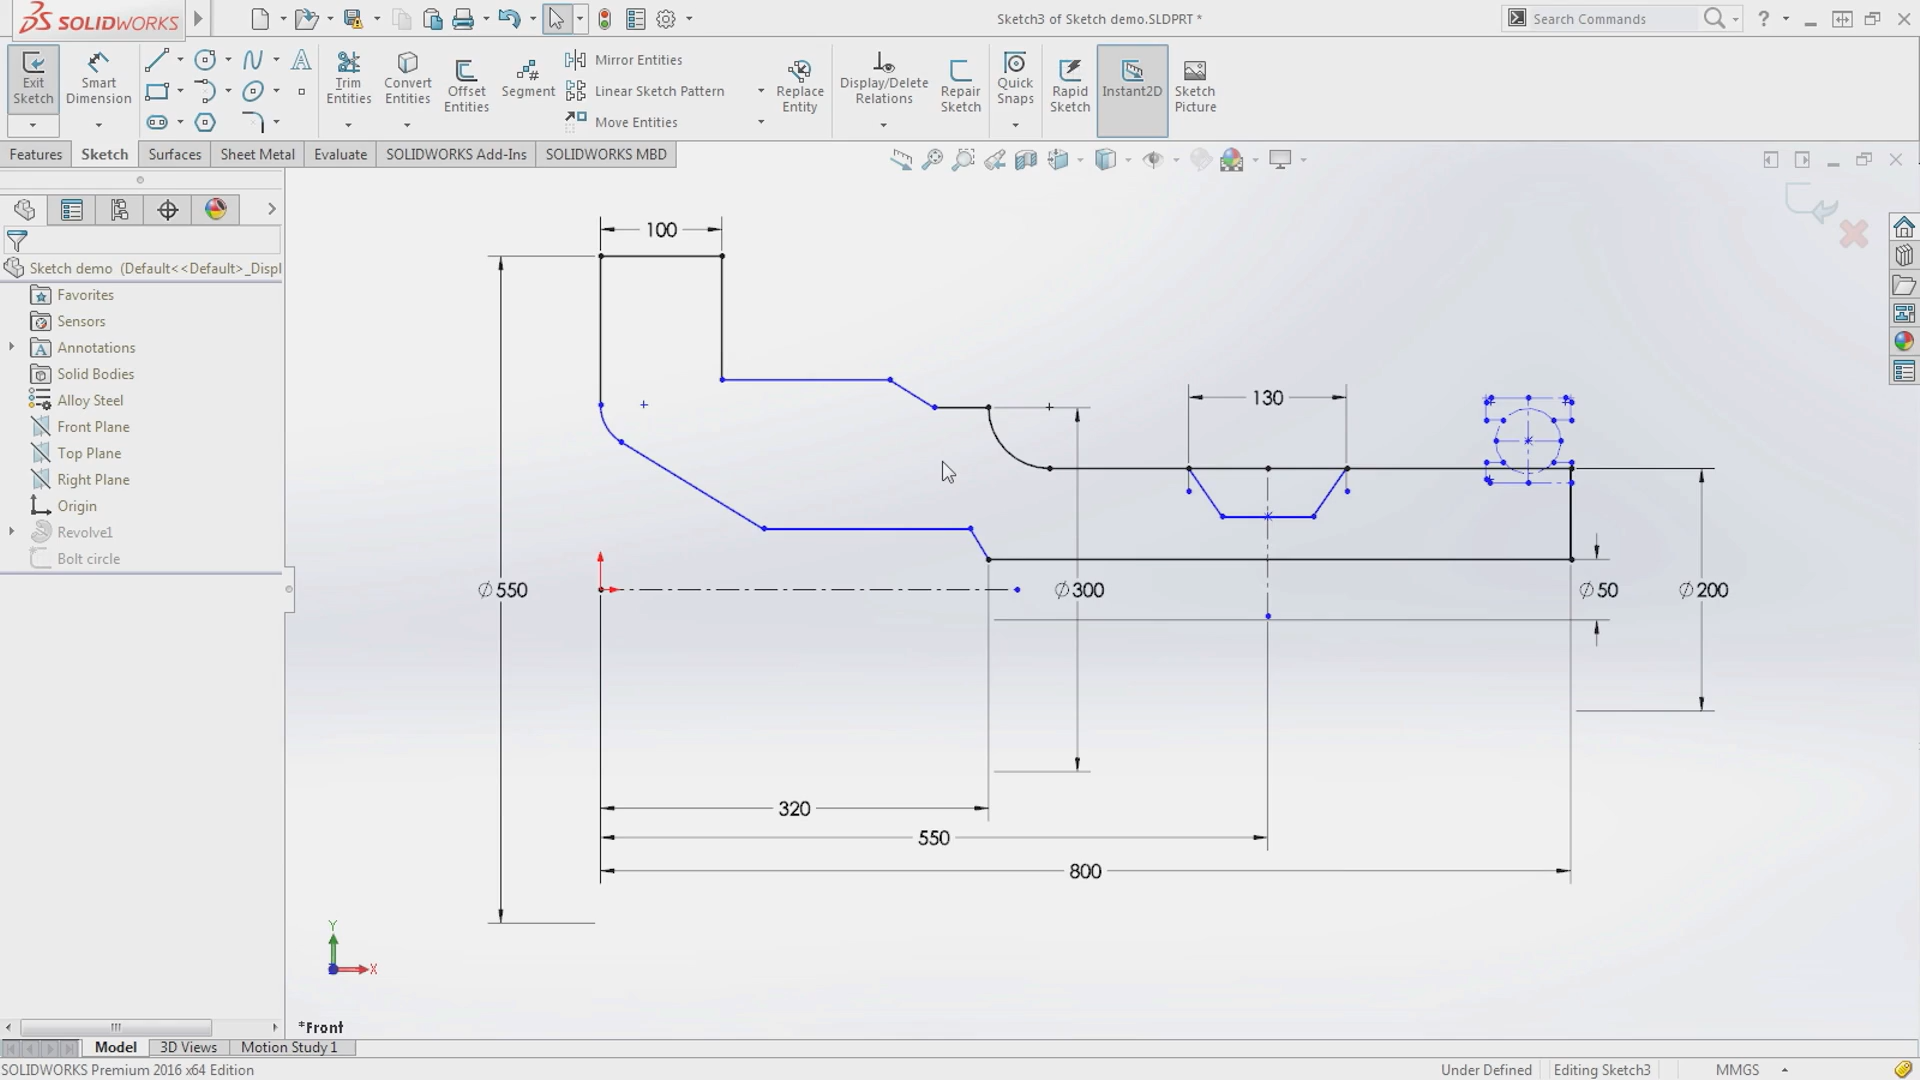 SOLIDWORKS
Sketch3 of Sketch demo.SLDPRT *
Search Commands
?
Exit Sketch
Smart Dimension
Trim Entities
Convert Entities
Offset Entities
Segment
Mirror Entities
Linear Sketch Pattern
Move Entities
Replace Entity
Display/Delete Relations
Repair Sketch
Quick Snaps
Rapid Sketch
Instant2D
Sketch Picture
Features
Sketch
Surfaces
Sheet Metal
Evaluate
SOLIDWORKS Add-Ins
SOLIDWORKS MBD
Sketch demo (Default<<Default>_Displ
Favorites
Sensors
Annotations
Solid Bodies
Alloy Steel
Front Plane
Top Plane
Right Plane
Origin
Revolve1
Bolt circle
100
130
∅550
∅300
∅50
∅200
320
550
800
Y
X
*Front
Model
3D Views
Motion Study 1
SOLIDWORKS Premium 2016 x64 Edition
Under Defined
Editing Sketch3
MMGS